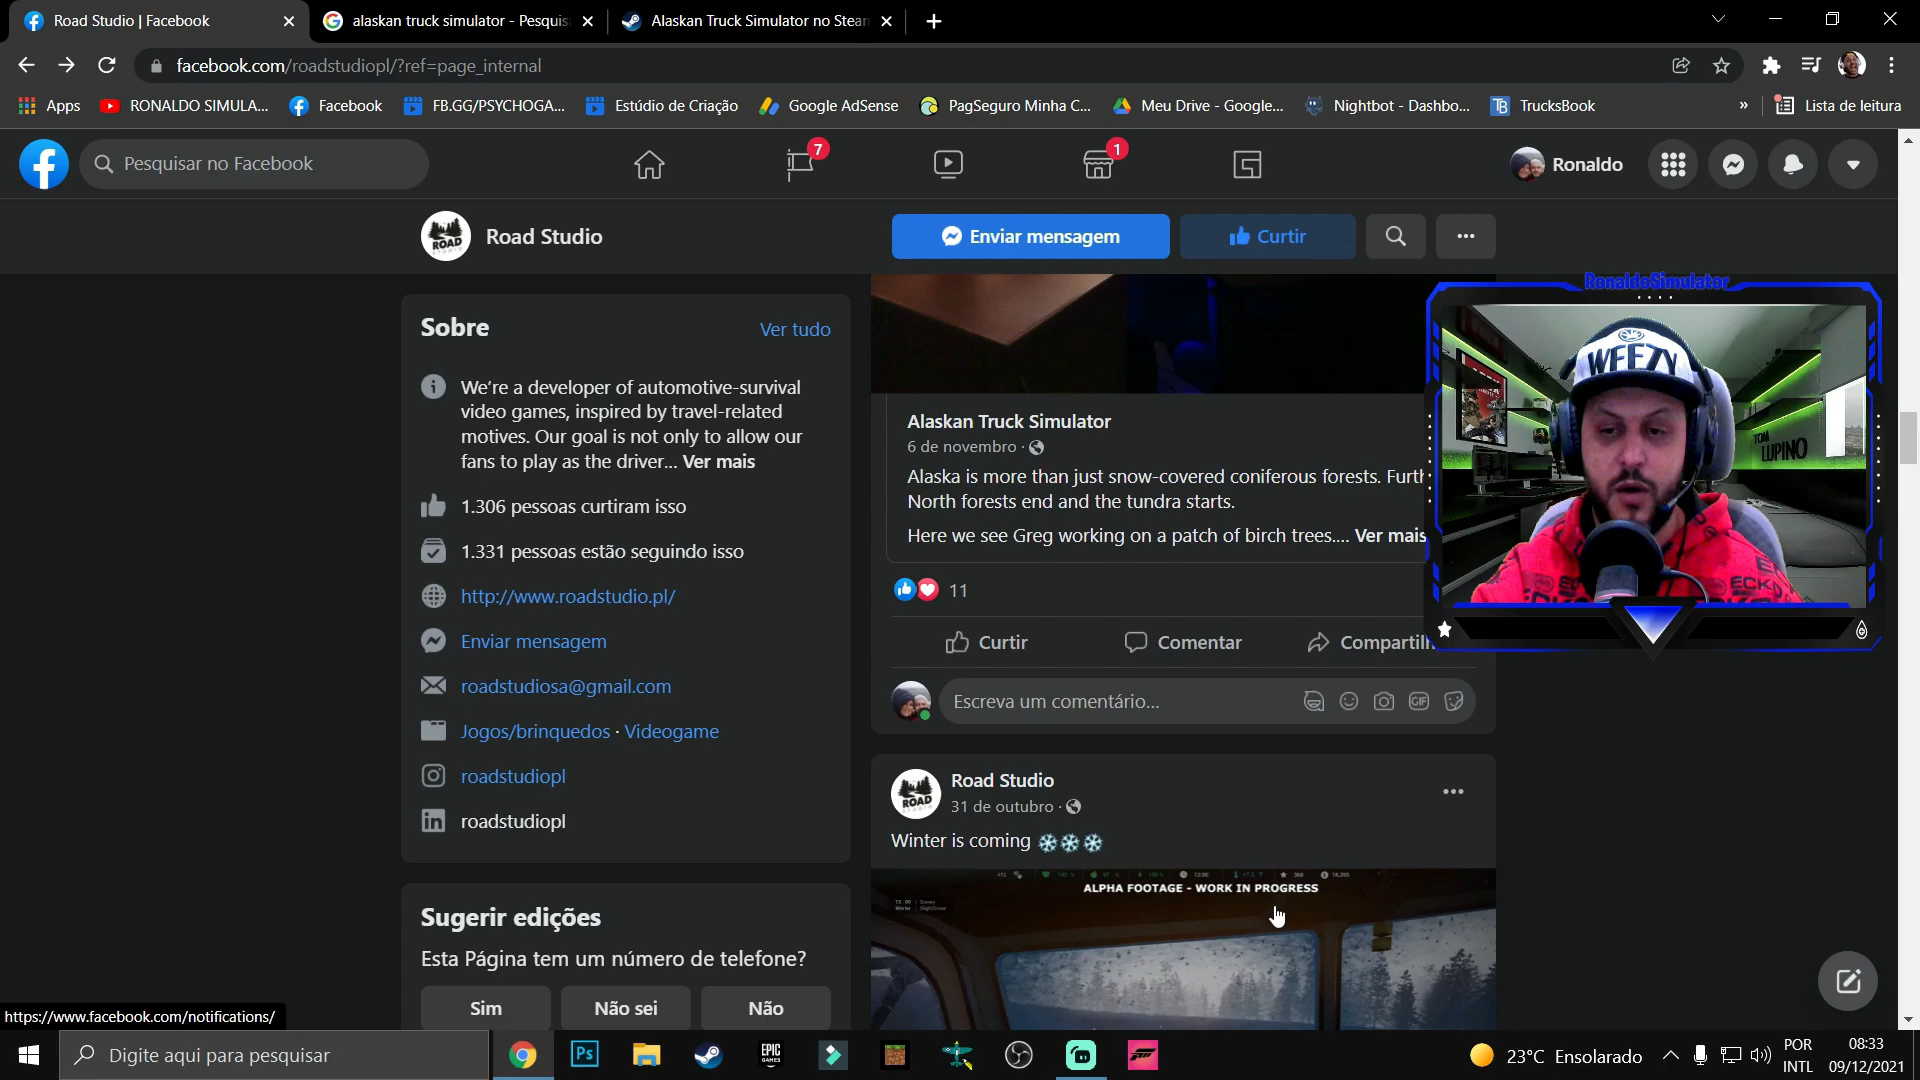 Road Studio | Facebook
alaskan truck simulator - Pesquis
Alaskan Truck Simulator no Stean
facebook.com/roadstudiopl/?ref=page_internal
Apps
RONALDO SIMULA...
Facebook
FB.GG/PSYCHOGA...
Estúdio de Criação
Google AdSense
PagSeguro Minha C...
Meu Drive - Google...
Nightbot - Dashbo...
TB
TrucksBook
»
Lista de leitura
Pesquisar no Facebook
7
1
Ronaldo
ROAD
Road Studio
Enviar mensagem
Curtir
RonaldoSimulator
WEEZY
TOM
LUPINO
Sobre
Ver tudo
We're a developer of automotive-survival
video games, inspired by travel-related
motives. Our goal is not only to allow our
fans to play as the driver... Ver mais
1.306 pessoas curtiram isso
1.331 pessoas estão seguindo isso
http://www.roadstudio.pl/
Enviar mensagem
roadstudiosa@gmail.com
Jogos/brinquedos · Videogame
roadstudiopl
roadstudiopl
Sugerir edições
Esta Página tem um número de telefone?
Sim
Não sei
Não
Alaskan Truck Simulator
6 de novembro ·
Alaska is more than just snow-covered coniferous forests. Furth
North forests end and the tundra starts.
Here we see Greg working on a patch of birch trees.... Ver mais
11
Curtir
Comentar
Compartilh
Escreva um comentário...
GIF
ROAD
Road Studio
31 de outubro ·
Winter is coming ❄❄❄
ALPHA FOOTAGE - WORK IN PROGRESS
https://www.facebook.com/notifications/
Digite aqui para pesquisar
Ps
EPIC
GAMES
23°C Ensolarado
POR
INTL
08:33
09/12/2021